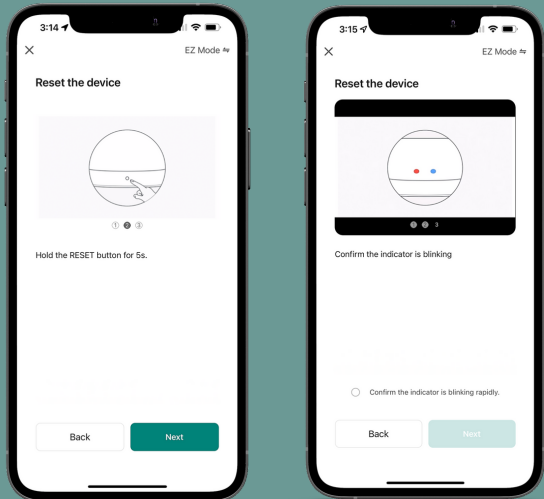 3:14
EZ Mode
Reset the device
1 2 3
Hold the RESET button for 5s.
Back
Next
3:15
EZ Mode
Reset the device
1 2 3
Confirm the indicator is blinking
Confirm the indicator is blinking rapidly.
Back
Next